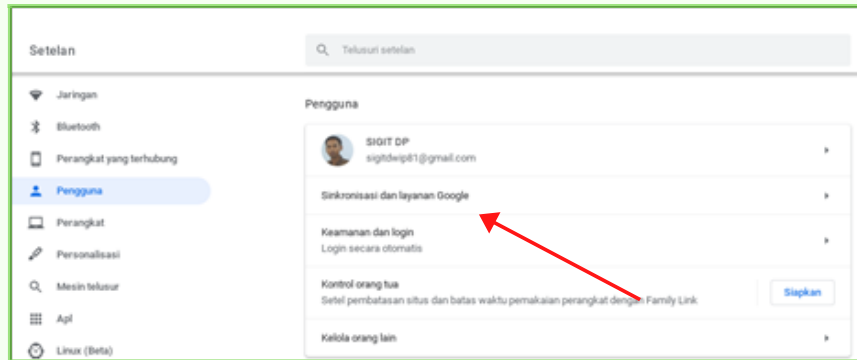 Setelan
Telusuri setelan
Jaringan
Bluetooth
Perangkat yang terhubung
Pengguna
Perangkat
Personalisasi
Mesin telusur
Apl
Linux (Beta)
Pengguna
SIGIT DP
sigitdwip81@gmail.com
Sinkronisasi dan layanan Google
Keamanan dan login
Login secara otomatis
Kontrol orang tua
Setel pembatasan situs dan batas waktu pemakaian perangkat dengan Family Link
Siapkan
Kelola orang lain